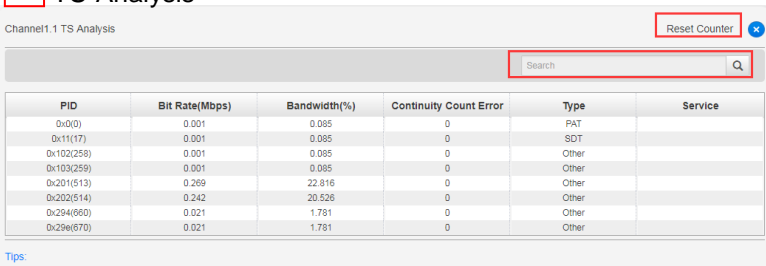 TS Analysis
Channel1.1 TS Analysis Reset Counter
Search
PID Bit Rate(Mbps) Bandwidth(%) Continuity Count Error Type Service
0x0(0) 0.001 0.085 0 PAT
0x11(17) 0.001 0.085 0 SDT
0x102(258) 0.001 0.085 0 Other
0x103(259) 0.001 0.085 0 Other
0x201(513) 0.269 22.816 0 Other
0x202(514) 0.242 20.526 0 Other
0x294(660) 0.021 1.781 0 Other
0x29e(670) 0.021 1.781 0 Other
Tips: